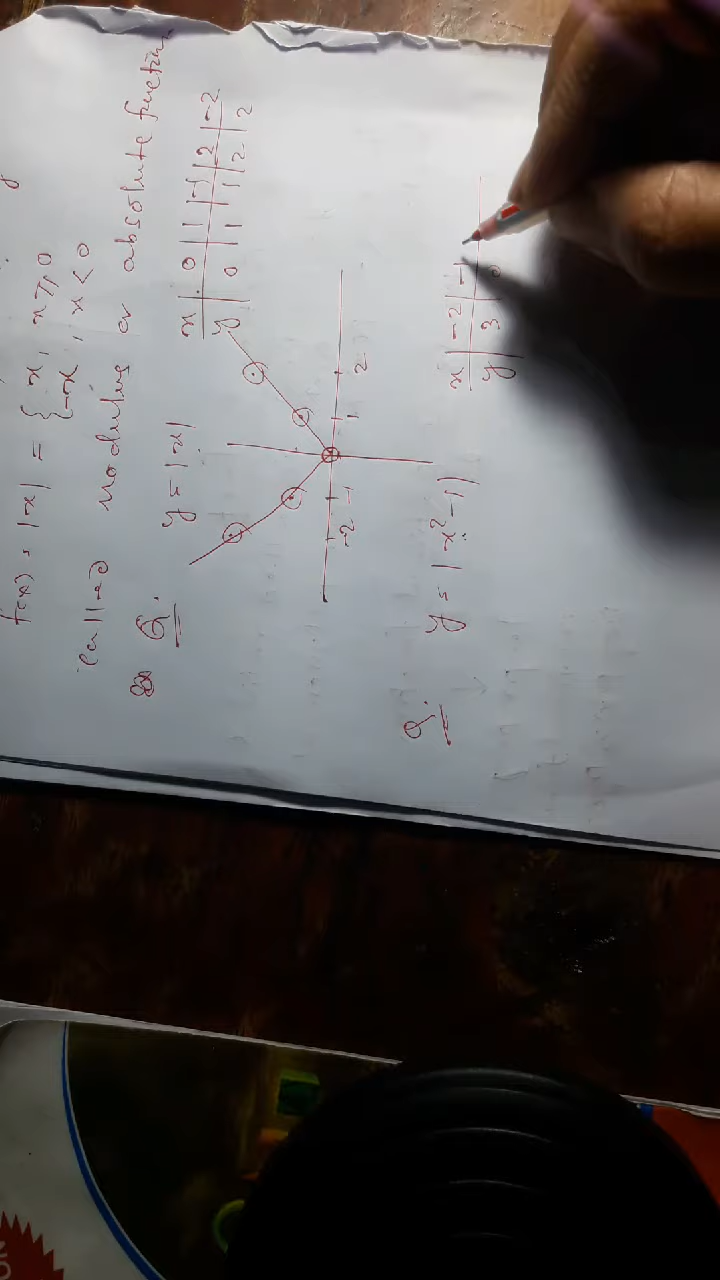 f(x) = |x| = { x, x ≥ 0
-x, x < 0
called modulus or absolute function
Q. y = |x|
x | 0 | 1 | -1 | 2 | -2
y | 0 | 1 | 1 | 2 | 2
-2 -1 1 2
Q. y = |x² - 1|
x | -2 | -1
y | 3 | 0